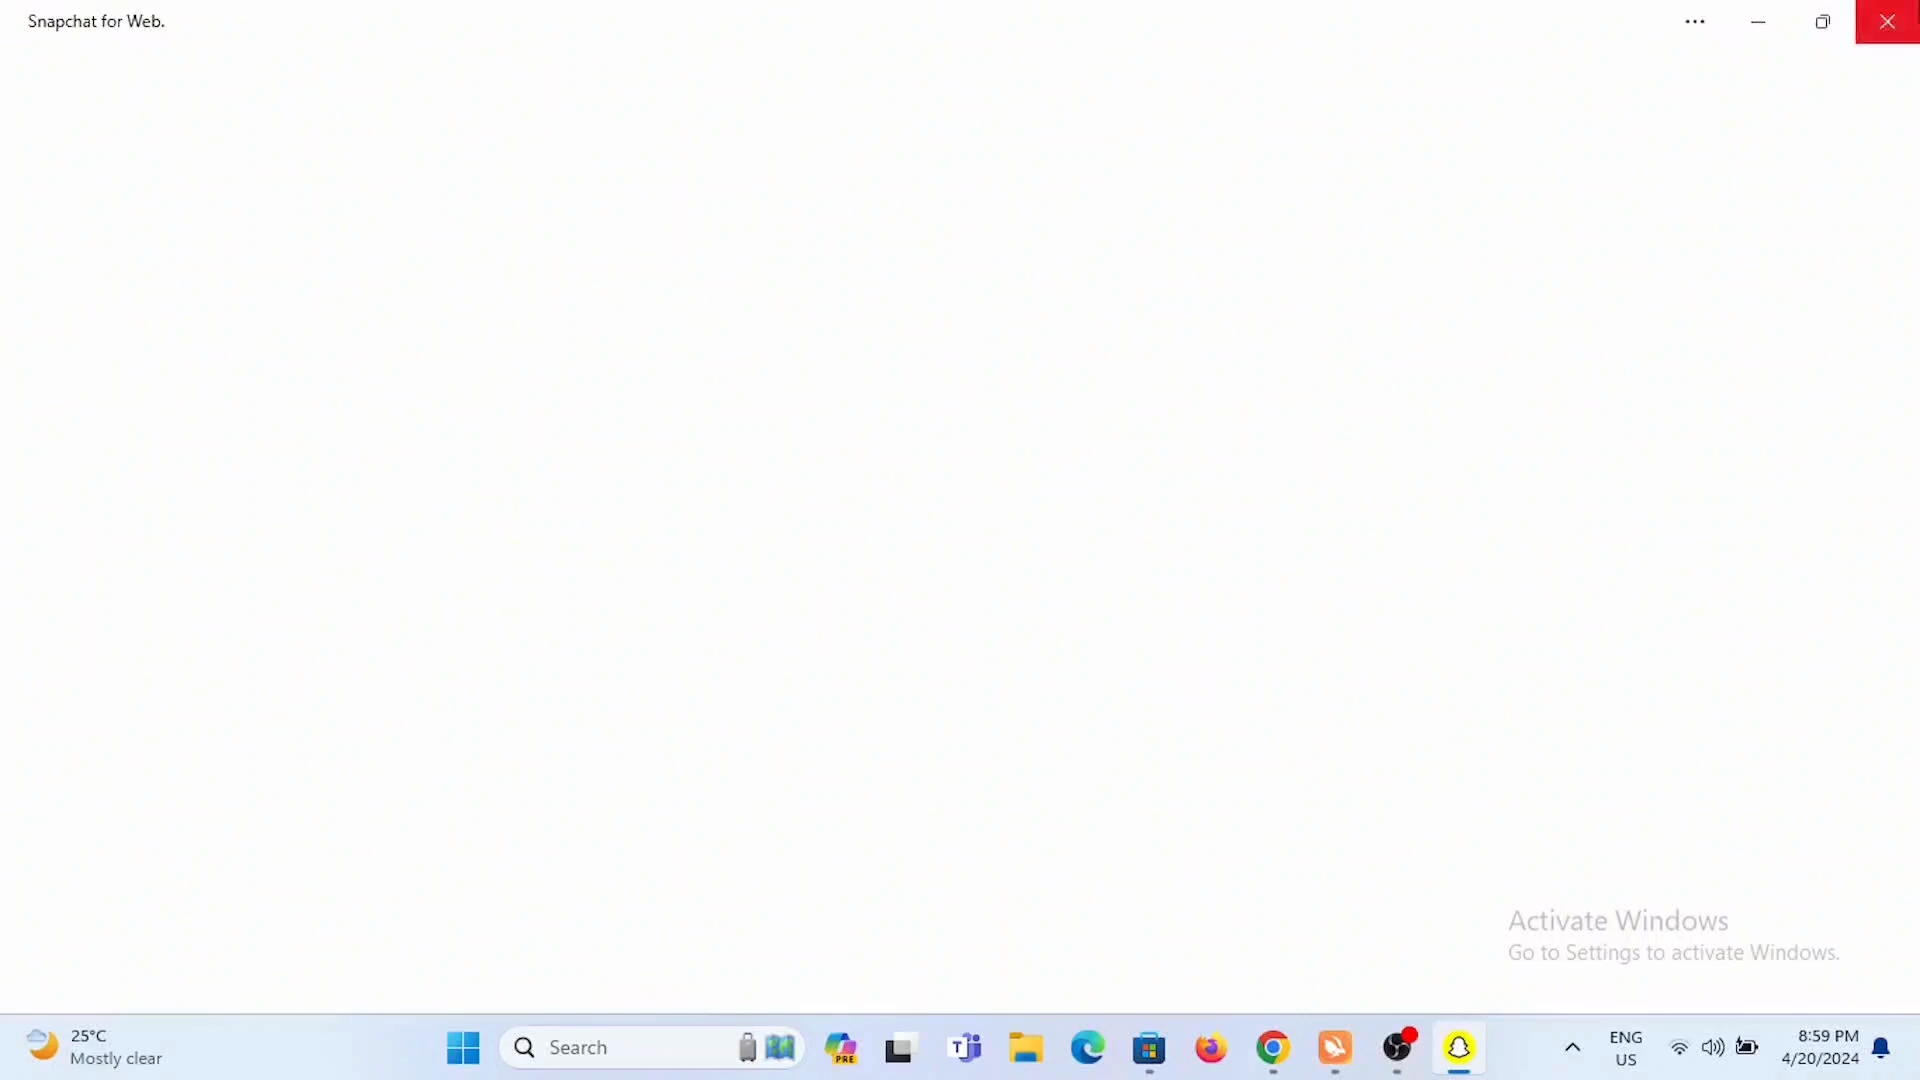 Snapchat for Web.
Activate Windows
Go to Settings to activate Windows.
25°C
Mostly clear
Search
PRE
T
ENG
US
8:59 PM
4/20/2024